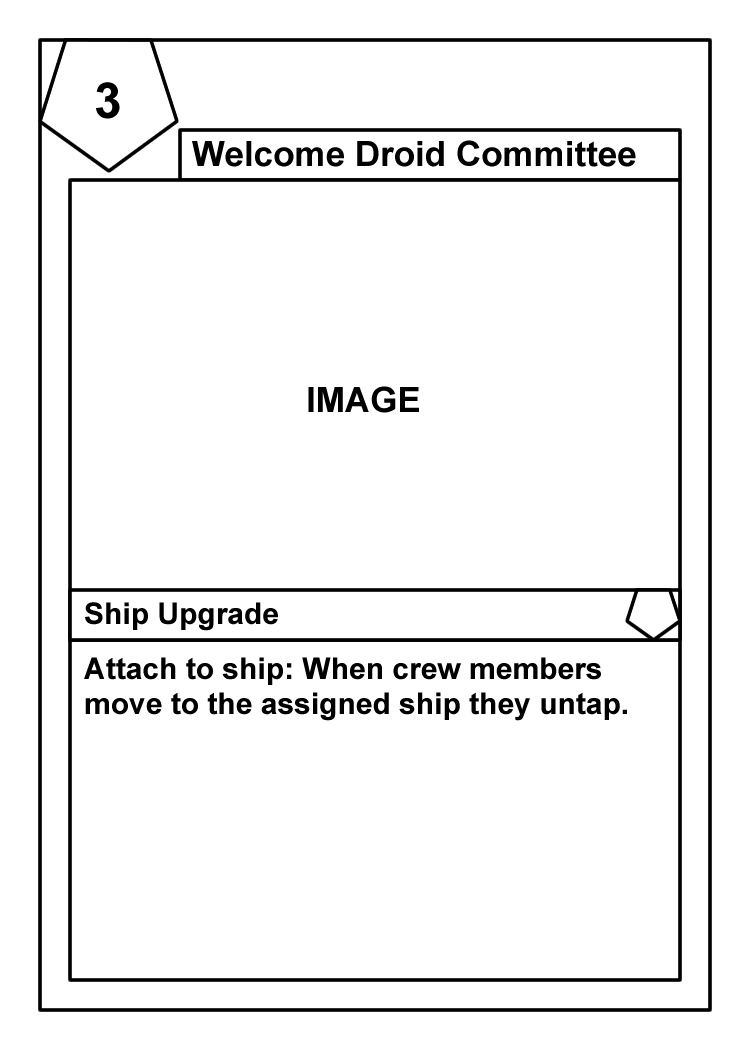 3
Welcome Droid Committee
IMAGE
Ship Upgrade
Attach to ship: When crew members
move to the assigned ship they untap.